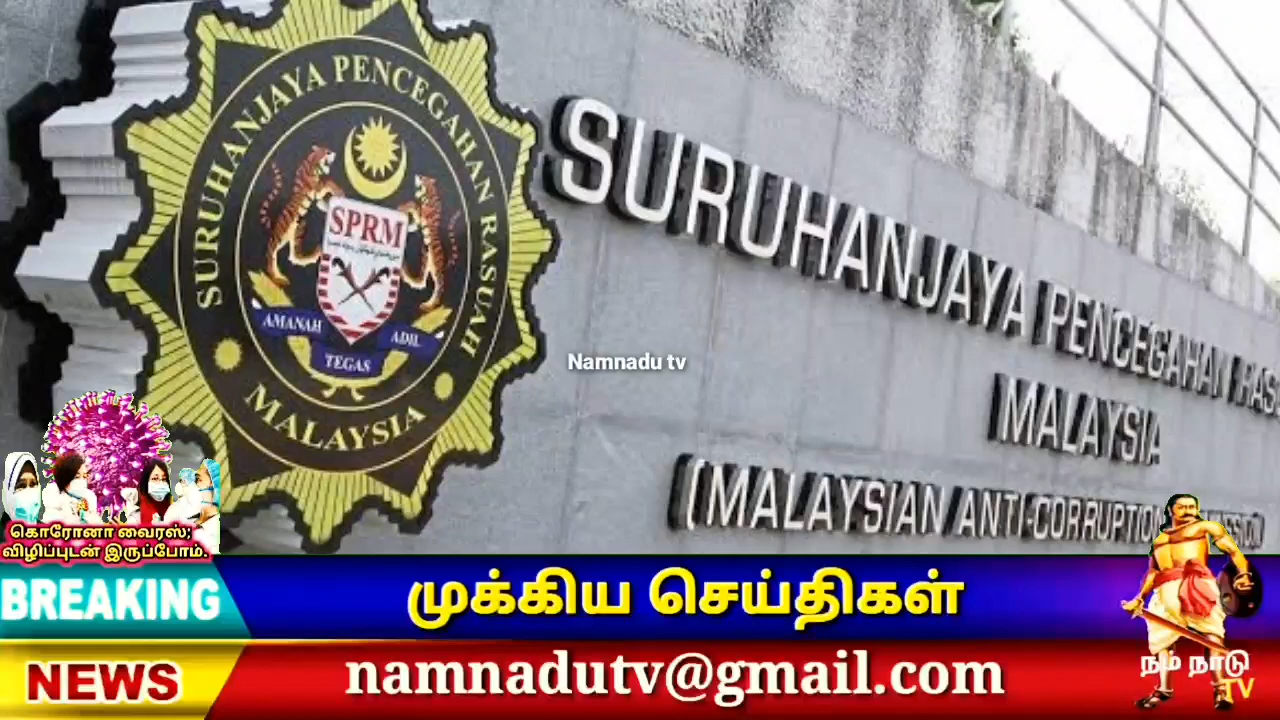 SURUHANJAYA PENCEGAHAN RASUAH
MALAYSIA
SPRM
AMANAH
TEGAS
ADIL
SURUHANJAYA PENCEGAHAN
MALAYSIA
(MALAYSIAN ANTI-CORRUPTION
Namnadu tv
கொரோனா வைரஸ்;
விழிப்புடன் இருப்போம்.
BREAKING
முக்கிய செய்திகள்
NEWS
namnadutv@gmail.com
நம் நாடு
TV